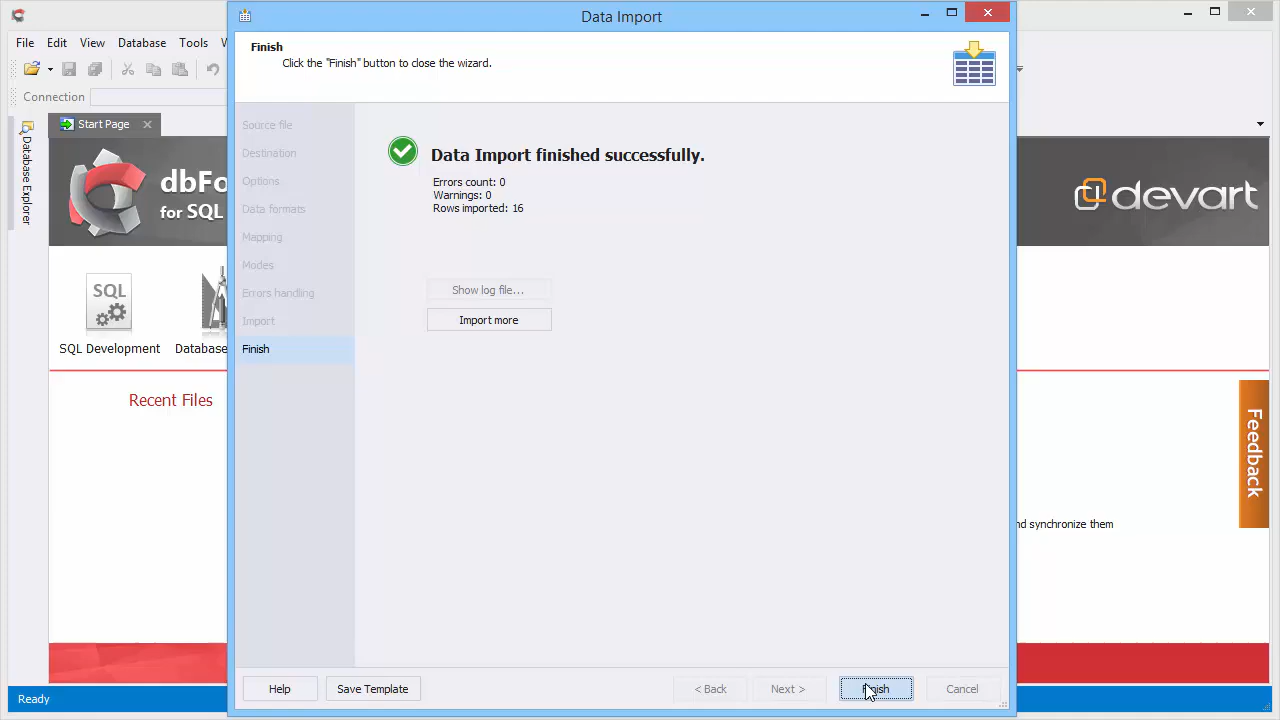 Data Import
File Edit View Database Tools
Connection
Finish
Click the "Finish" button to close the wizard.
Start Page
Database Explorer
dbFo
for SQL
devart
Source file
Destination
Options
Data formats
Mapping
Modes
Errors handling
Import
Finish
Data Import finished successfully.
Errors count: 0
Warnings: 0
Rows imported: 16
Show log file...
Import more
SQL
SQL Development
Database
Recent Files
Feedback
nd synchronize them
Help
Save Template
< Back
Next >
Finish
Cancel
Ready